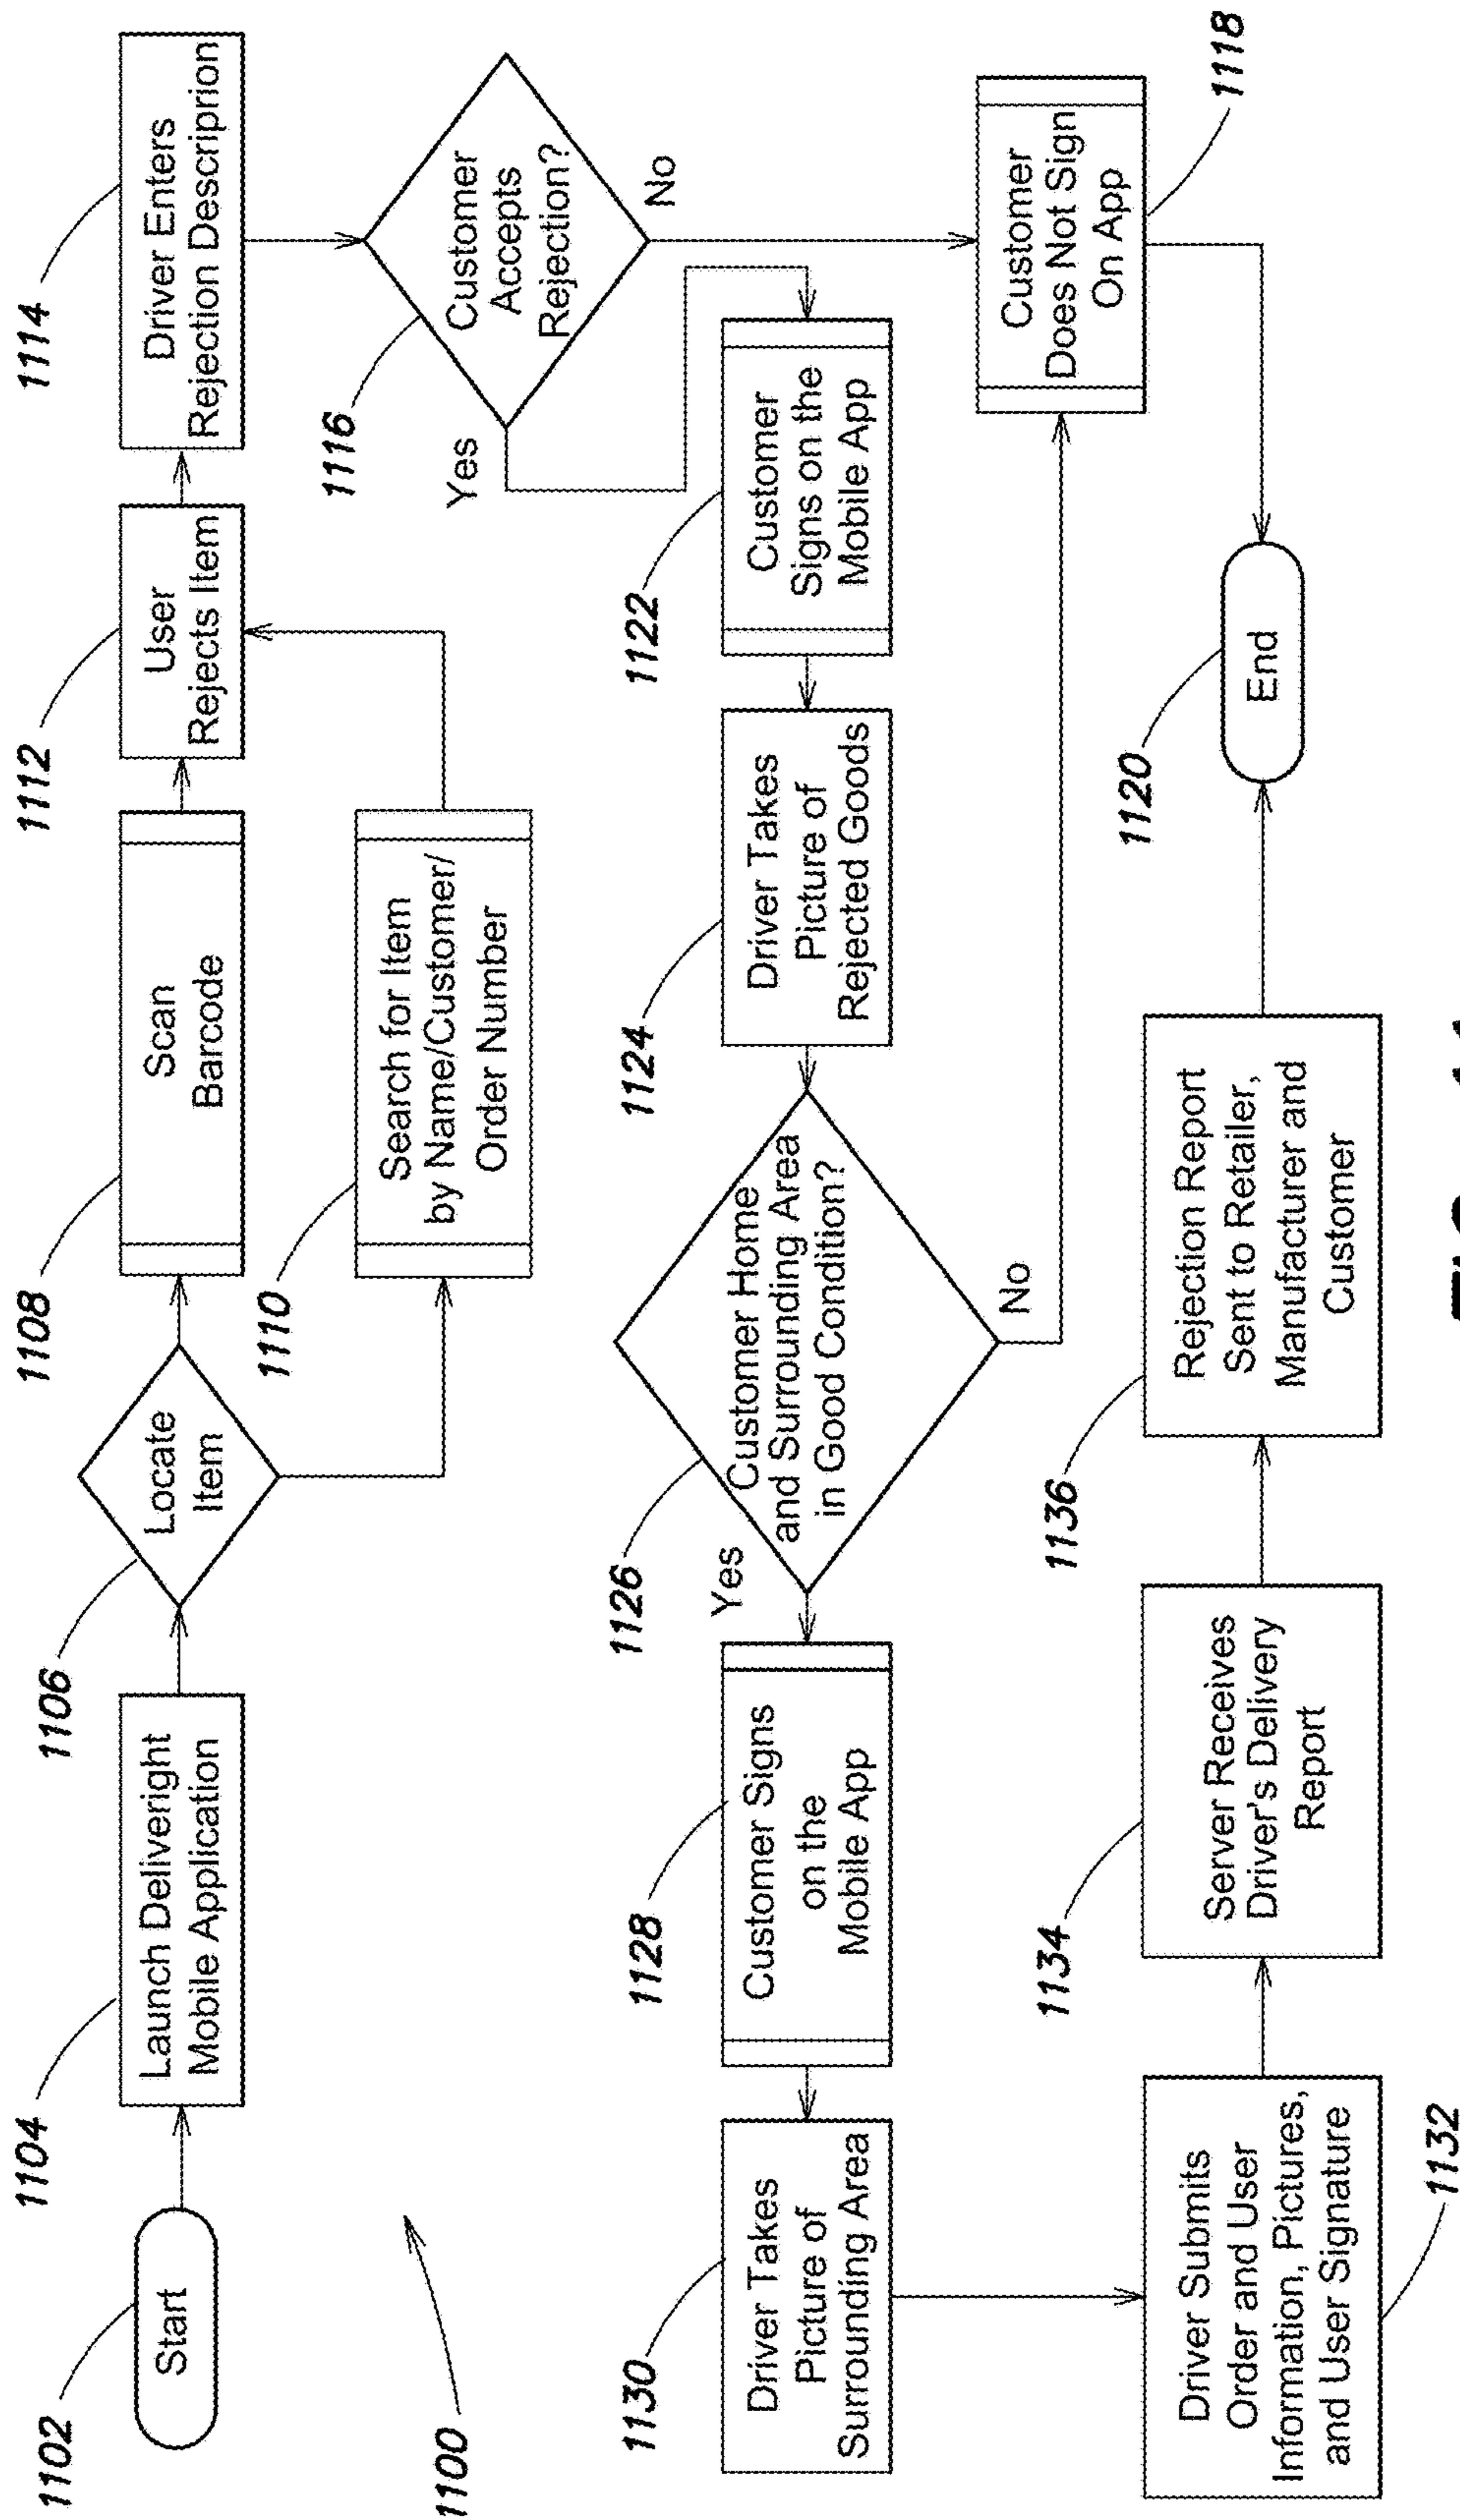 1102
Start
1104
Launch Deliveright
Mobile Application
1106
Locate
Item
1108
Scan
Barcode
1110
Search for Item
by Name/Customer/
Order Number
1112
User
Rejects Item
1114
Driver Enters
Rejection Descriprion
1116
Customer
Accepts
Rejection?
Yes
No
1100
1122
Customer
Signs on the
Mobile App
1124
Driver Takes
Picture of
Rejected Goods
1126
Customer Home
and Surrounding Area
in Good Condition?
Yes
No
1128
Customer Signs
on the
Mobile App
1130
Driver Takes
Picture of
Surrounding Area
1118
Customer
Does Not Sign
On App
1132
Driver Submits
Order and User
Information, Pictures,
and User Signature
1134
Server Receives
Driver's Delivery
Report
1136
Rejection Report
Sent to Retailer,
Manufacturer and
Customer
1120
End